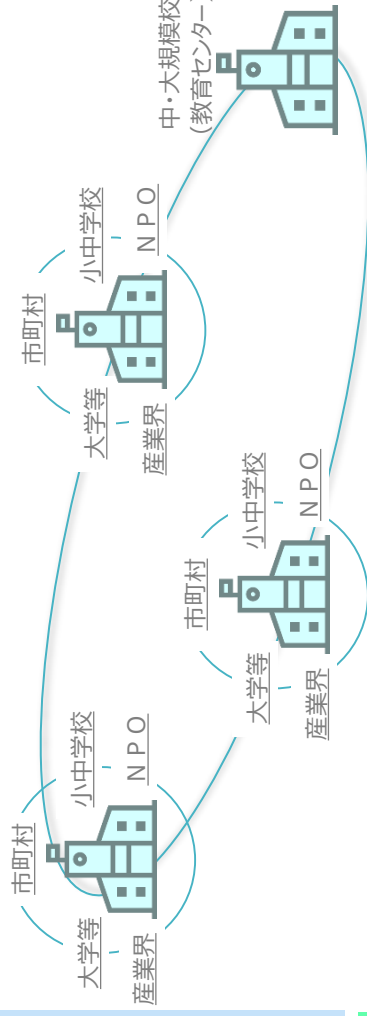 市町村
大学等
小中学校
産業界
ＮＰＯ
市町村
大学等
小中学校
産業界
ＮＰＯ
市町村
大学等
小中学校
産業界
ＮＰＯ
中・大規模校
（教育センター）